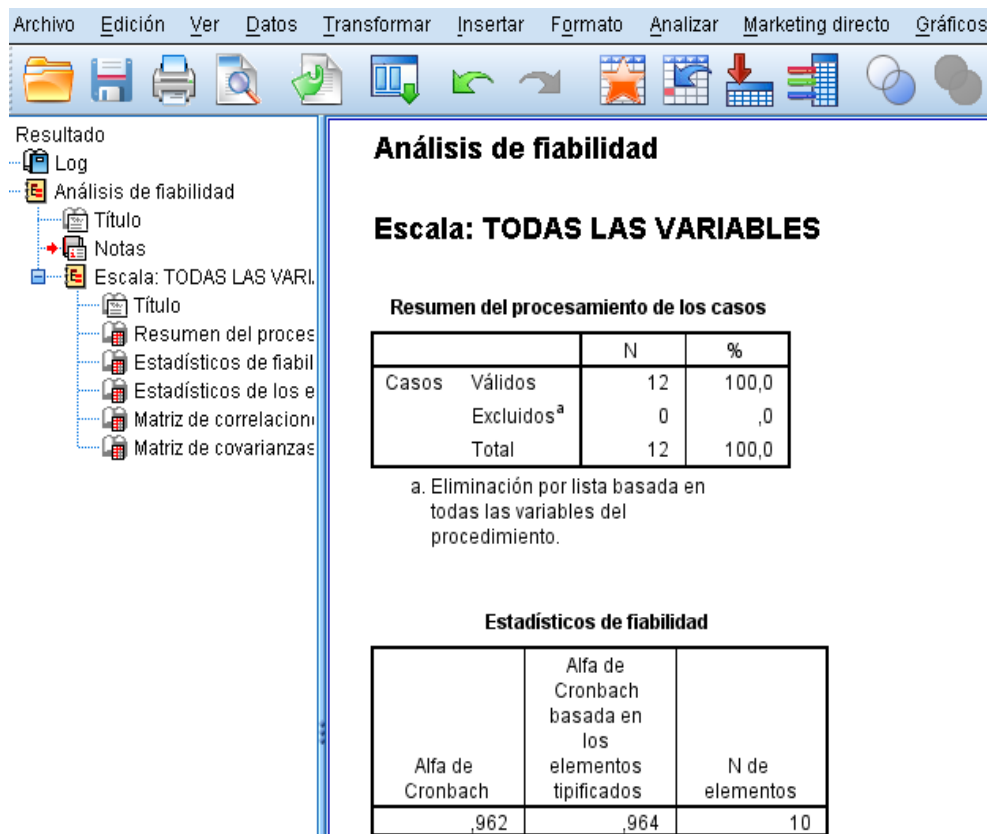 Archivo Edición Ver Datos Transformar Insertar Formato Analizar Marketing directo Gráficos
Resultado
Log
Análisis de fiabilidad
Título
Notas
Escala: TODAS LAS VARI
Título
Resumen del proces
Estadísticos de fiabil
Estadísticos de los e
Matriz de correlacion
Matriz de covarianzas
Análisis de fiabilidad
Escala: TODAS LAS VARIABLES
Resumen del procesamiento de los casos
N %
Casos Válidos 12 100,0
Excluidosª 0 ,0
Total 12 100,0
a. Eliminación por lista basada en
todas las variables del
procedimiento.
Estadísticos de fiabilidad
Alfa de
Cronbach
Alfa de
Cronbach
basada en
los
elementos
tipificados
N de
elementos
,962 ,964 10